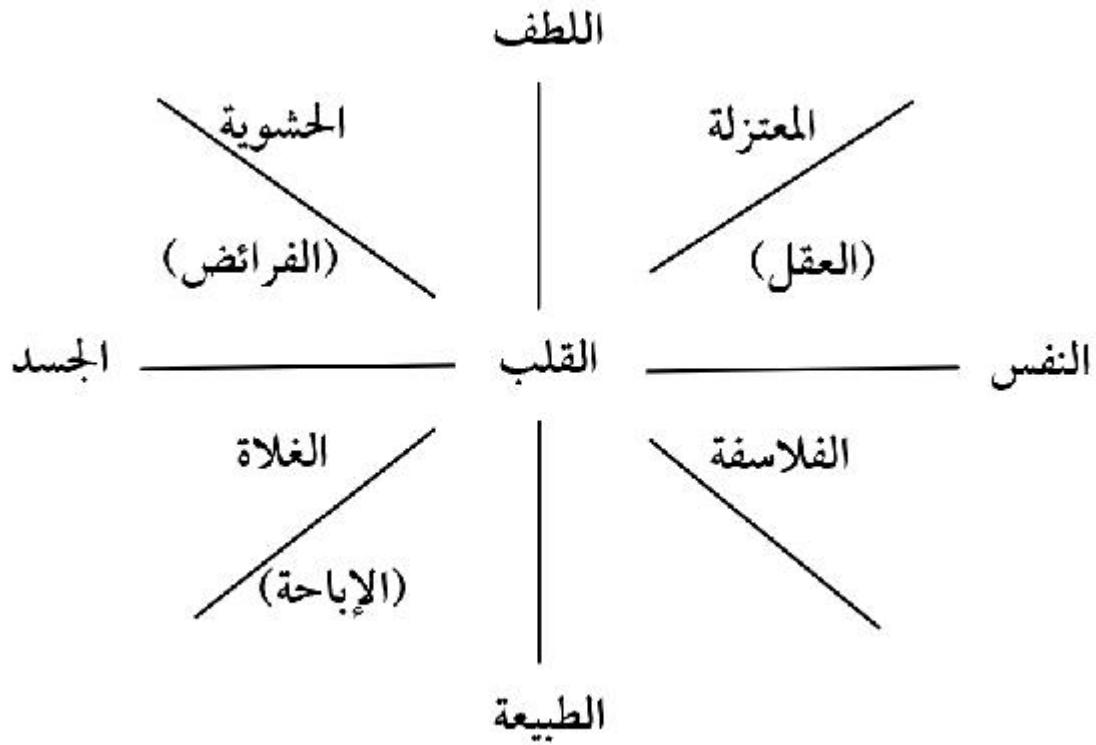 اللطف
المعتزلة
الحشوية
(العقل)
(الفرائض)
النفس
القلب
الجسد
الفلاسفة
الغلاة
(الإباحة)
الطبيعة